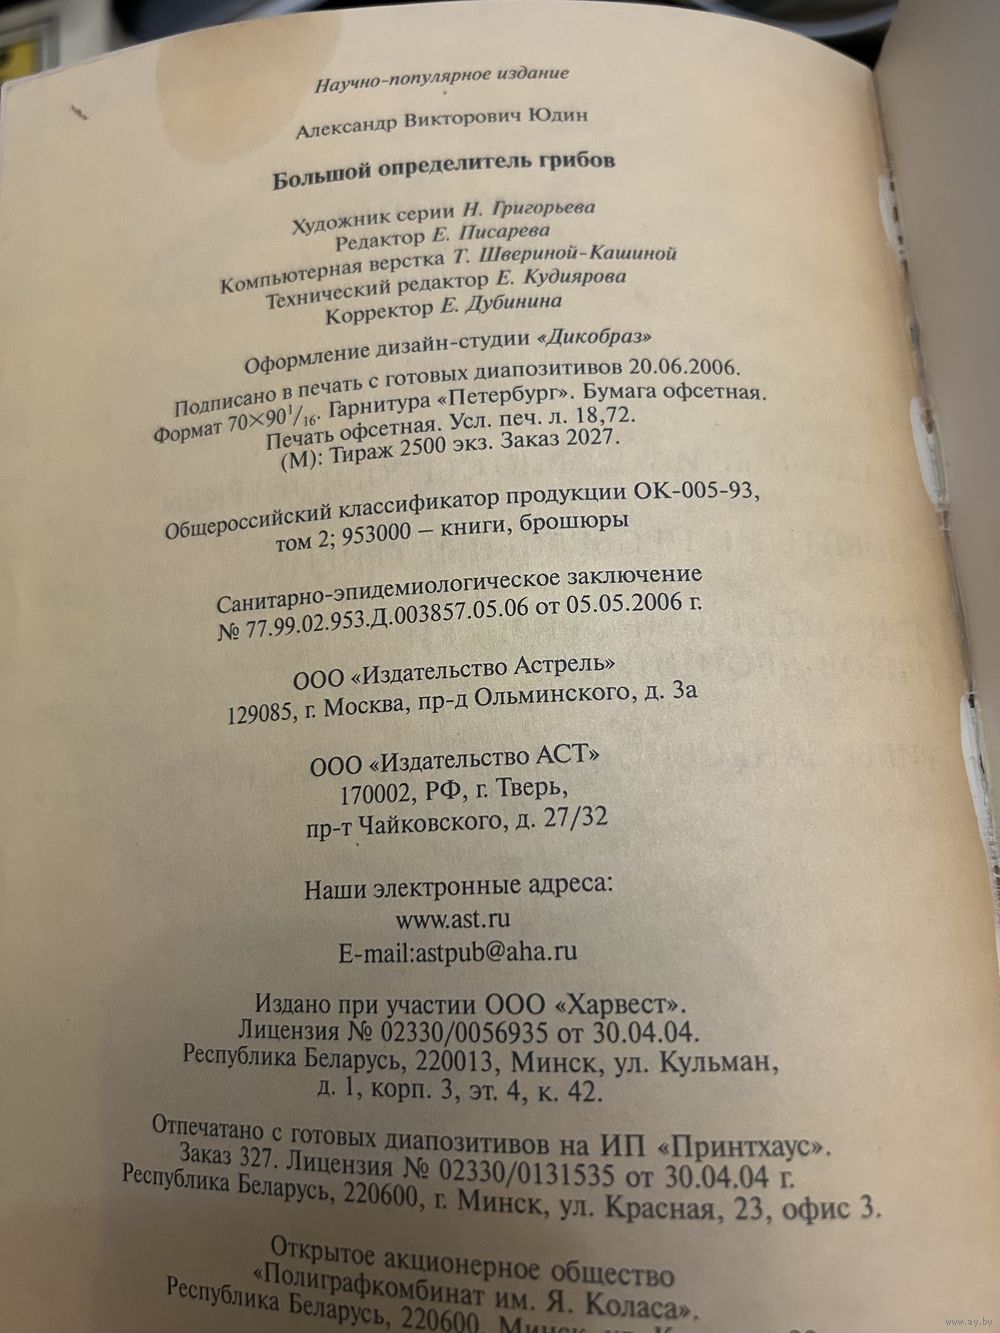 Научно-популярное издание
Александр Викторович Юдин
Большой определитель грибов
Художник серии Н. Григорьева
Редактор Е. Писарева
Компьютерная верстка Т. Швериной-Кашиной
Технический редактор Е. Кудиярова
Корректор Е. Дубинина
Оформление дизайн-студии «Дикобраз»
Подписано в печать с готовых диапозитивов 20.06.2006.
Формат 70×90 1/16. Гарнитура «Петербург». Бумага офсетная.
Печать офсетная. Усл. печ. л. 18,72.
(М): Тираж 2500 экз. Заказ 2027.
Общероссийский классификатор продукции ОК-005-93,
том 2; 953000 – книги, брошюры
Санитарно-эпидемиологическое заключение
№ 77.99.02.953.Д.003857.05.06 от 05.05.2006 г.
ООО «Издательство Астрель»
129085, г. Москва, пр-д Ольминского, д. 3а
ООО «Издательство АСТ»
170002, РФ, г. Тверь,
пр-т Чайковского, д. 27/32
Наши электронные адреса:
www.ast.ru
E-mail:astpub@aha.ru
Издано при участии ООО «Харвест».
Лицензия № 02330/0056935 от 30.04.04.
Республика Беларусь, 220013, Минск, ул. Кульман,
д. 1, корп. 3, эт. 4, к. 42.
Отпечатано с готовых диапозитивов на ИП «Принтхаус».
Заказ 327. Лицензия № 02330/0131535 от 30.04.04 г.
Республика Беларусь, 220600, г. Минск, ул. Красная, 23, офис 3.
Открытое акционерное общество
«Полиграфкомбинат им. Я. Коласа».
Республика Беларусь, 220600, Минск, ул.
www.ay.by